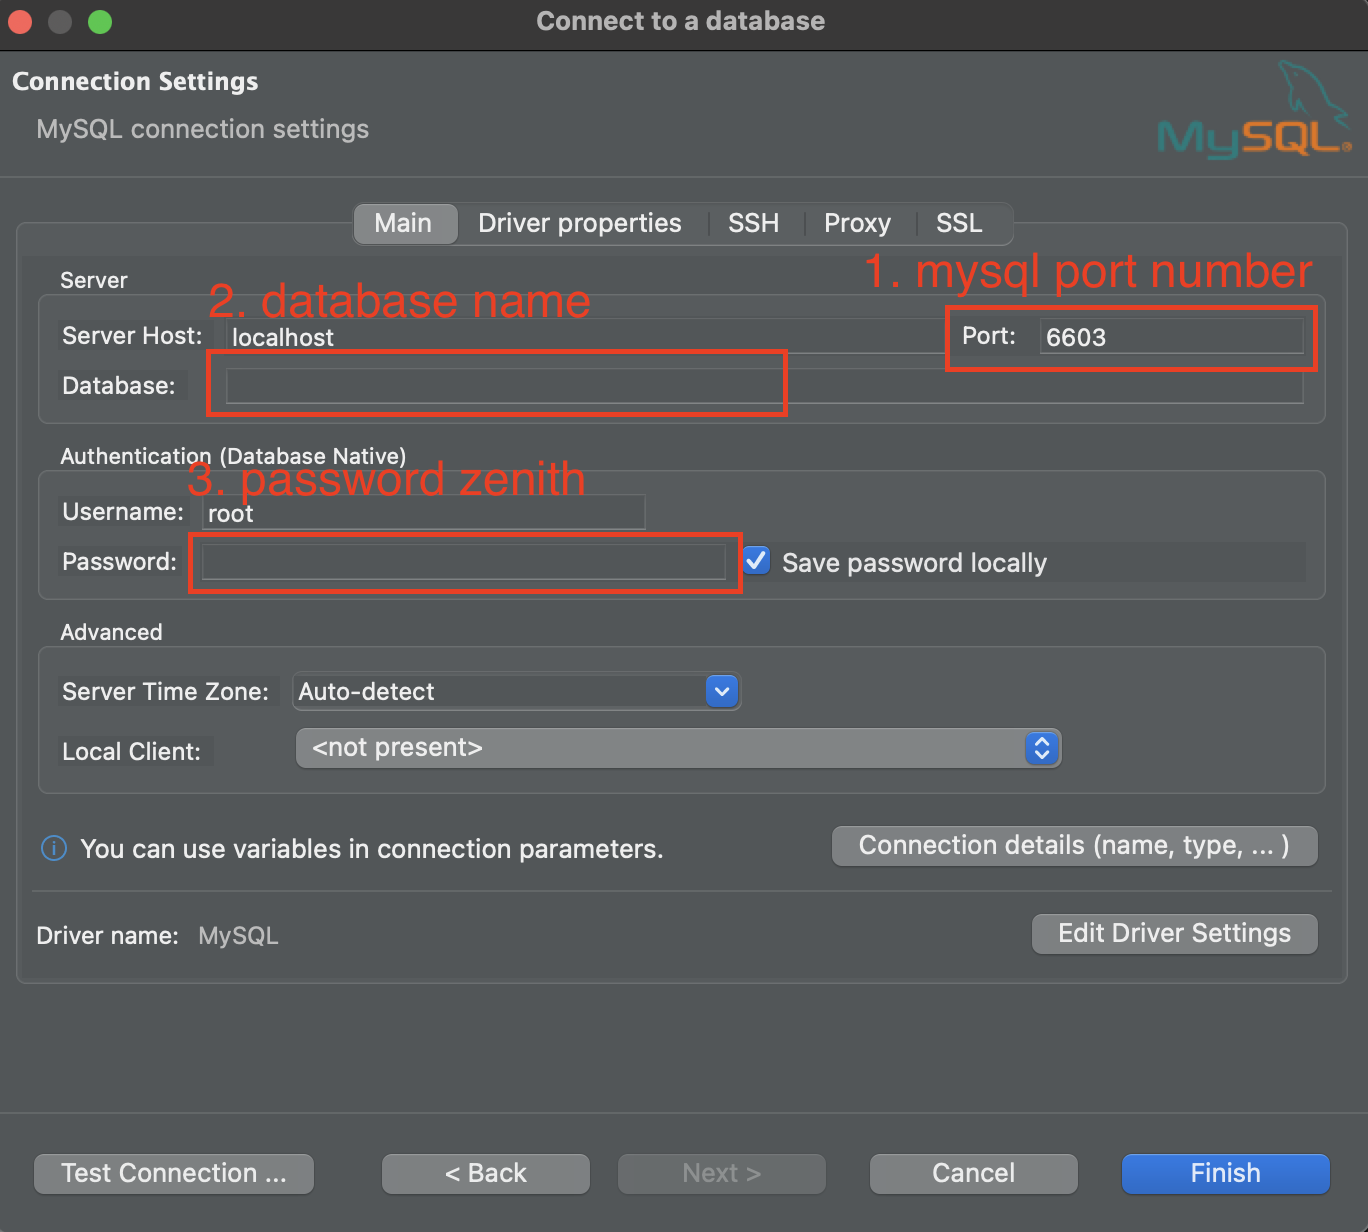 Connect to a database
Connection Settings
MySQL connection settings
MySQL®
Main Driver properties SSH Proxy SSL
1. mysql port number
Server
2. database name
Server Host: localhost Port: 6603
Database:
Authentication (Database Native)
3. password zenith
Username: root
Password: Save password locally
Advanced
Server Time Zone: Auto-detect
Local Client: <not present>
You can use variables in connection parameters. Connection details (name, type, ... )
Driver name: MySQL Edit Driver Settings
Test Connection ... < Back Next > Cancel Finish